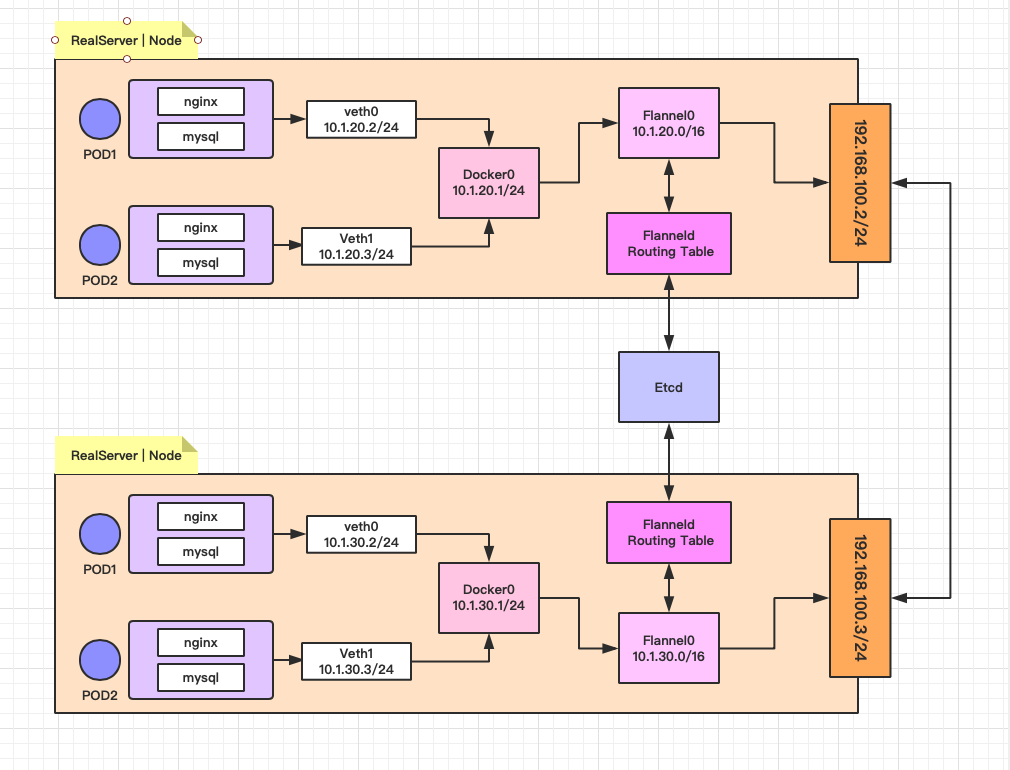 RealServer | Node
nginx
mysql
POD1
veth0
10.1.20.2/24
nginx
mysql
POD2
Veth1
10.1.20.3/24
Docker0
10.1.20.1/24
Flannel0
10.1.20.0/16
Flanneld
Routing Table
192.168.100.2/24
Etcd
RealServer | Node
nginx
mysql
POD1
veth0
10.1.30.2/24
nginx
mysql
POD2
Veth1
10.1.30.3/24
Docker0
10.1.30.1/24
Flanneld
Routing Table
Flannel0
10.1.30.0/16
192.168.100.3/24